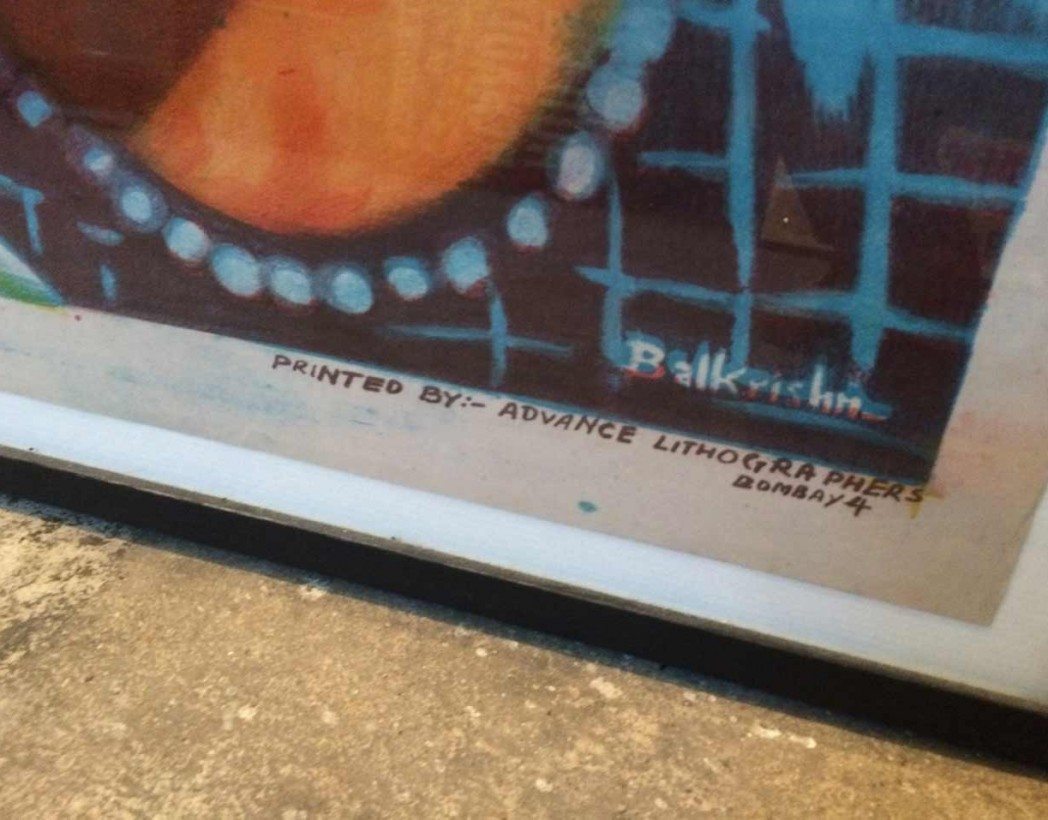 Balkrishn
PRINTED BY:- ADVANCE LITHOGRAPHERS
BOMBAY 4